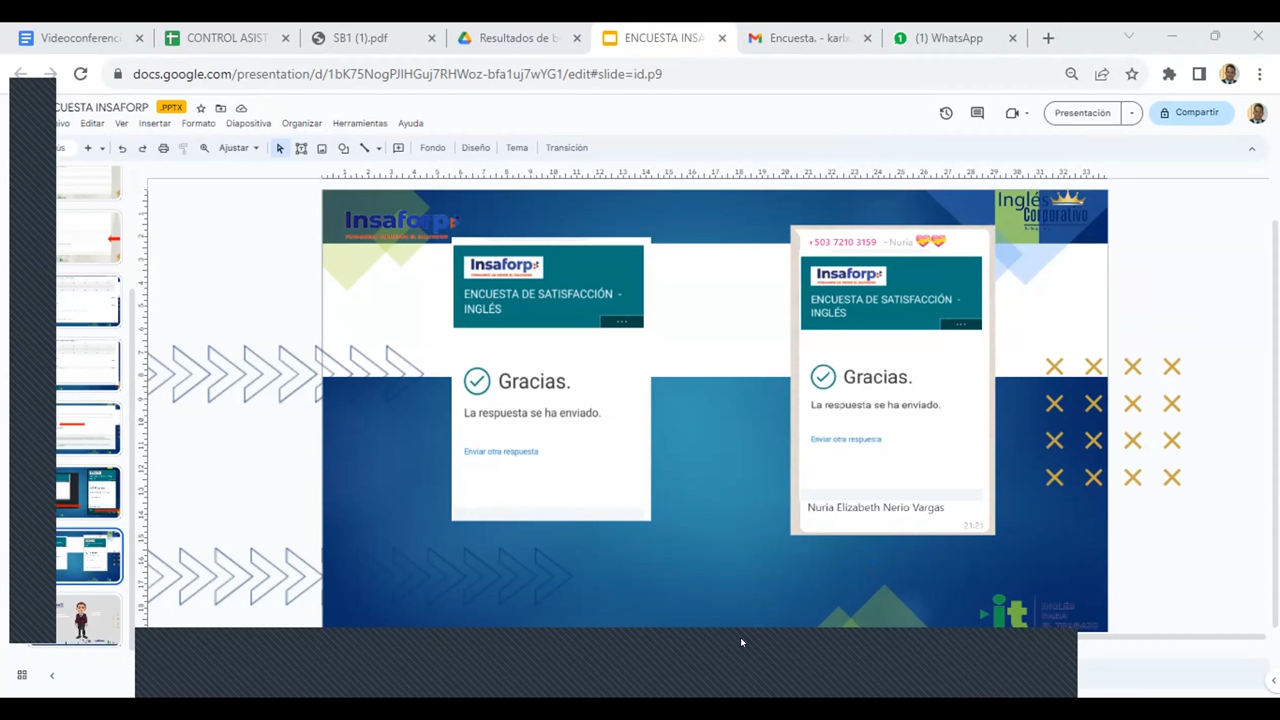 Videoconferenci
CONTROL ASIST
SB1 (1).pdf
Resultados de b
ENCUESTA INSA
Encuesta. - karl
(1) WhatsApp
docs.google.com/presentation/d/
/edit#slide=id.p9
CUESTA INSAFORP .PPTX
Editar Ver Insertar Formato Diapositiva Organizar Herramientas Ayuda
Presentación
Compartir
Ajustar Fondo Diseño Tema Transición
Insaforp
Inglés
Corporativo
Insaforp
ENCUESTA DE SATISFACCIÓN -
INGLÉS
...
Gracias.
La respuesta se ha enviado.
Enviar otra respuesta
+503 7210 3159 ~Nuria
Insaforp
ENCUESTA DE SATISFACCIÓN -
INGLÉS
...
Gracias.
La respuesta se ha enviado.
Enviar otra respuesta
Nuria Elizabeth Nerio Vargas
21:21
it INGLÉS
PARA
EL TRABAJO